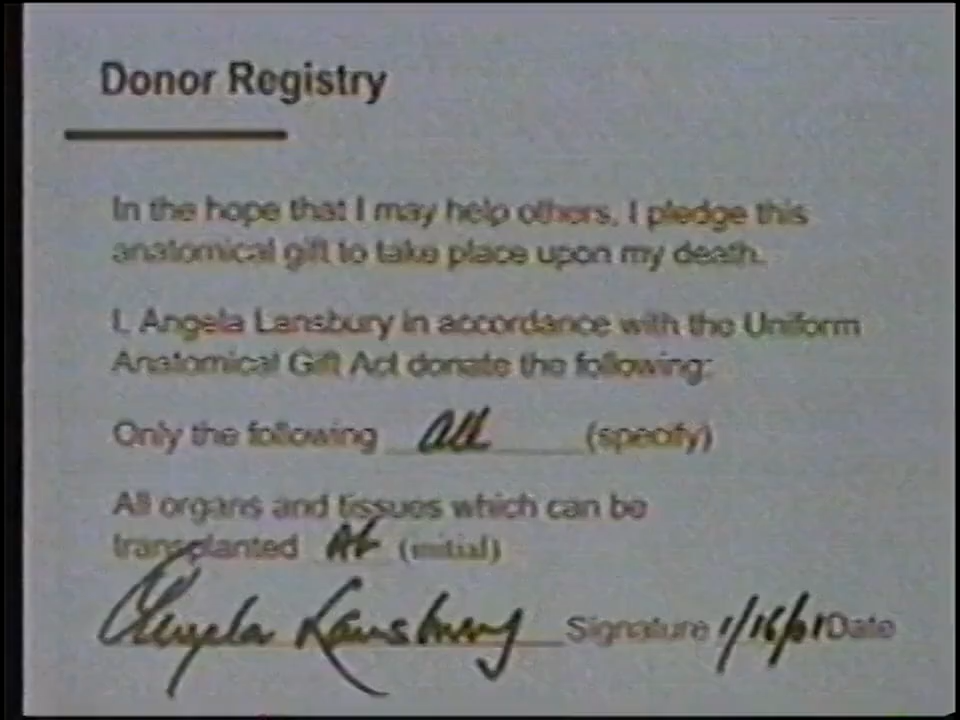 Donor Registry
In the hope that I may help others, I pledge this
anatomical gift to take place upon my death.
I, Angela Lansbury in accordance with the Uniform
Anatomical Gift Act donate the following:
Only the following all (specify)
All organs and tissues which can be
transplanted AL (initial)
Angela Lansbury Signature 1/16/01 Date